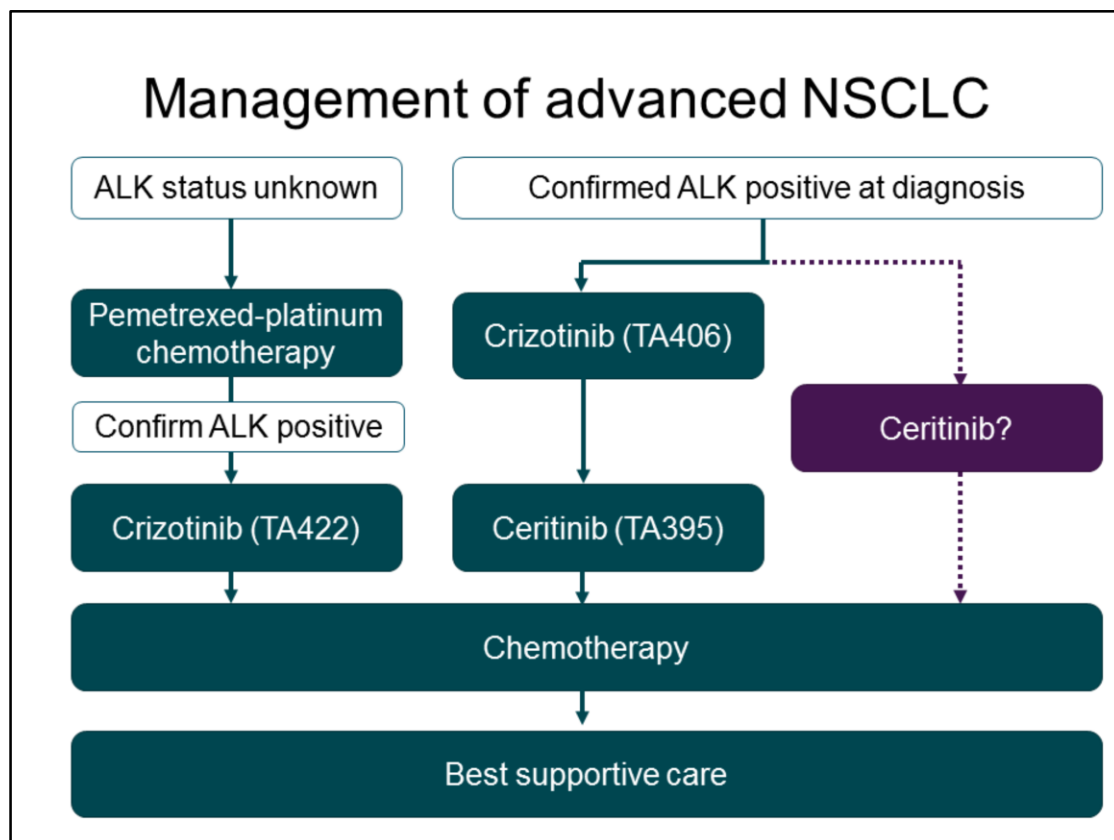 Management of advanced NSCLC
ALK status unknown
Confirmed ALK positive at diagnosis
Pemetrexed-platinum
chemotherapy
Crizotinib (TA406)
Confirm ALK positive
Ceritinib?
Crizotinib (TA422)
Ceritinib (TA395)
Chemotherapy
Best supportive care